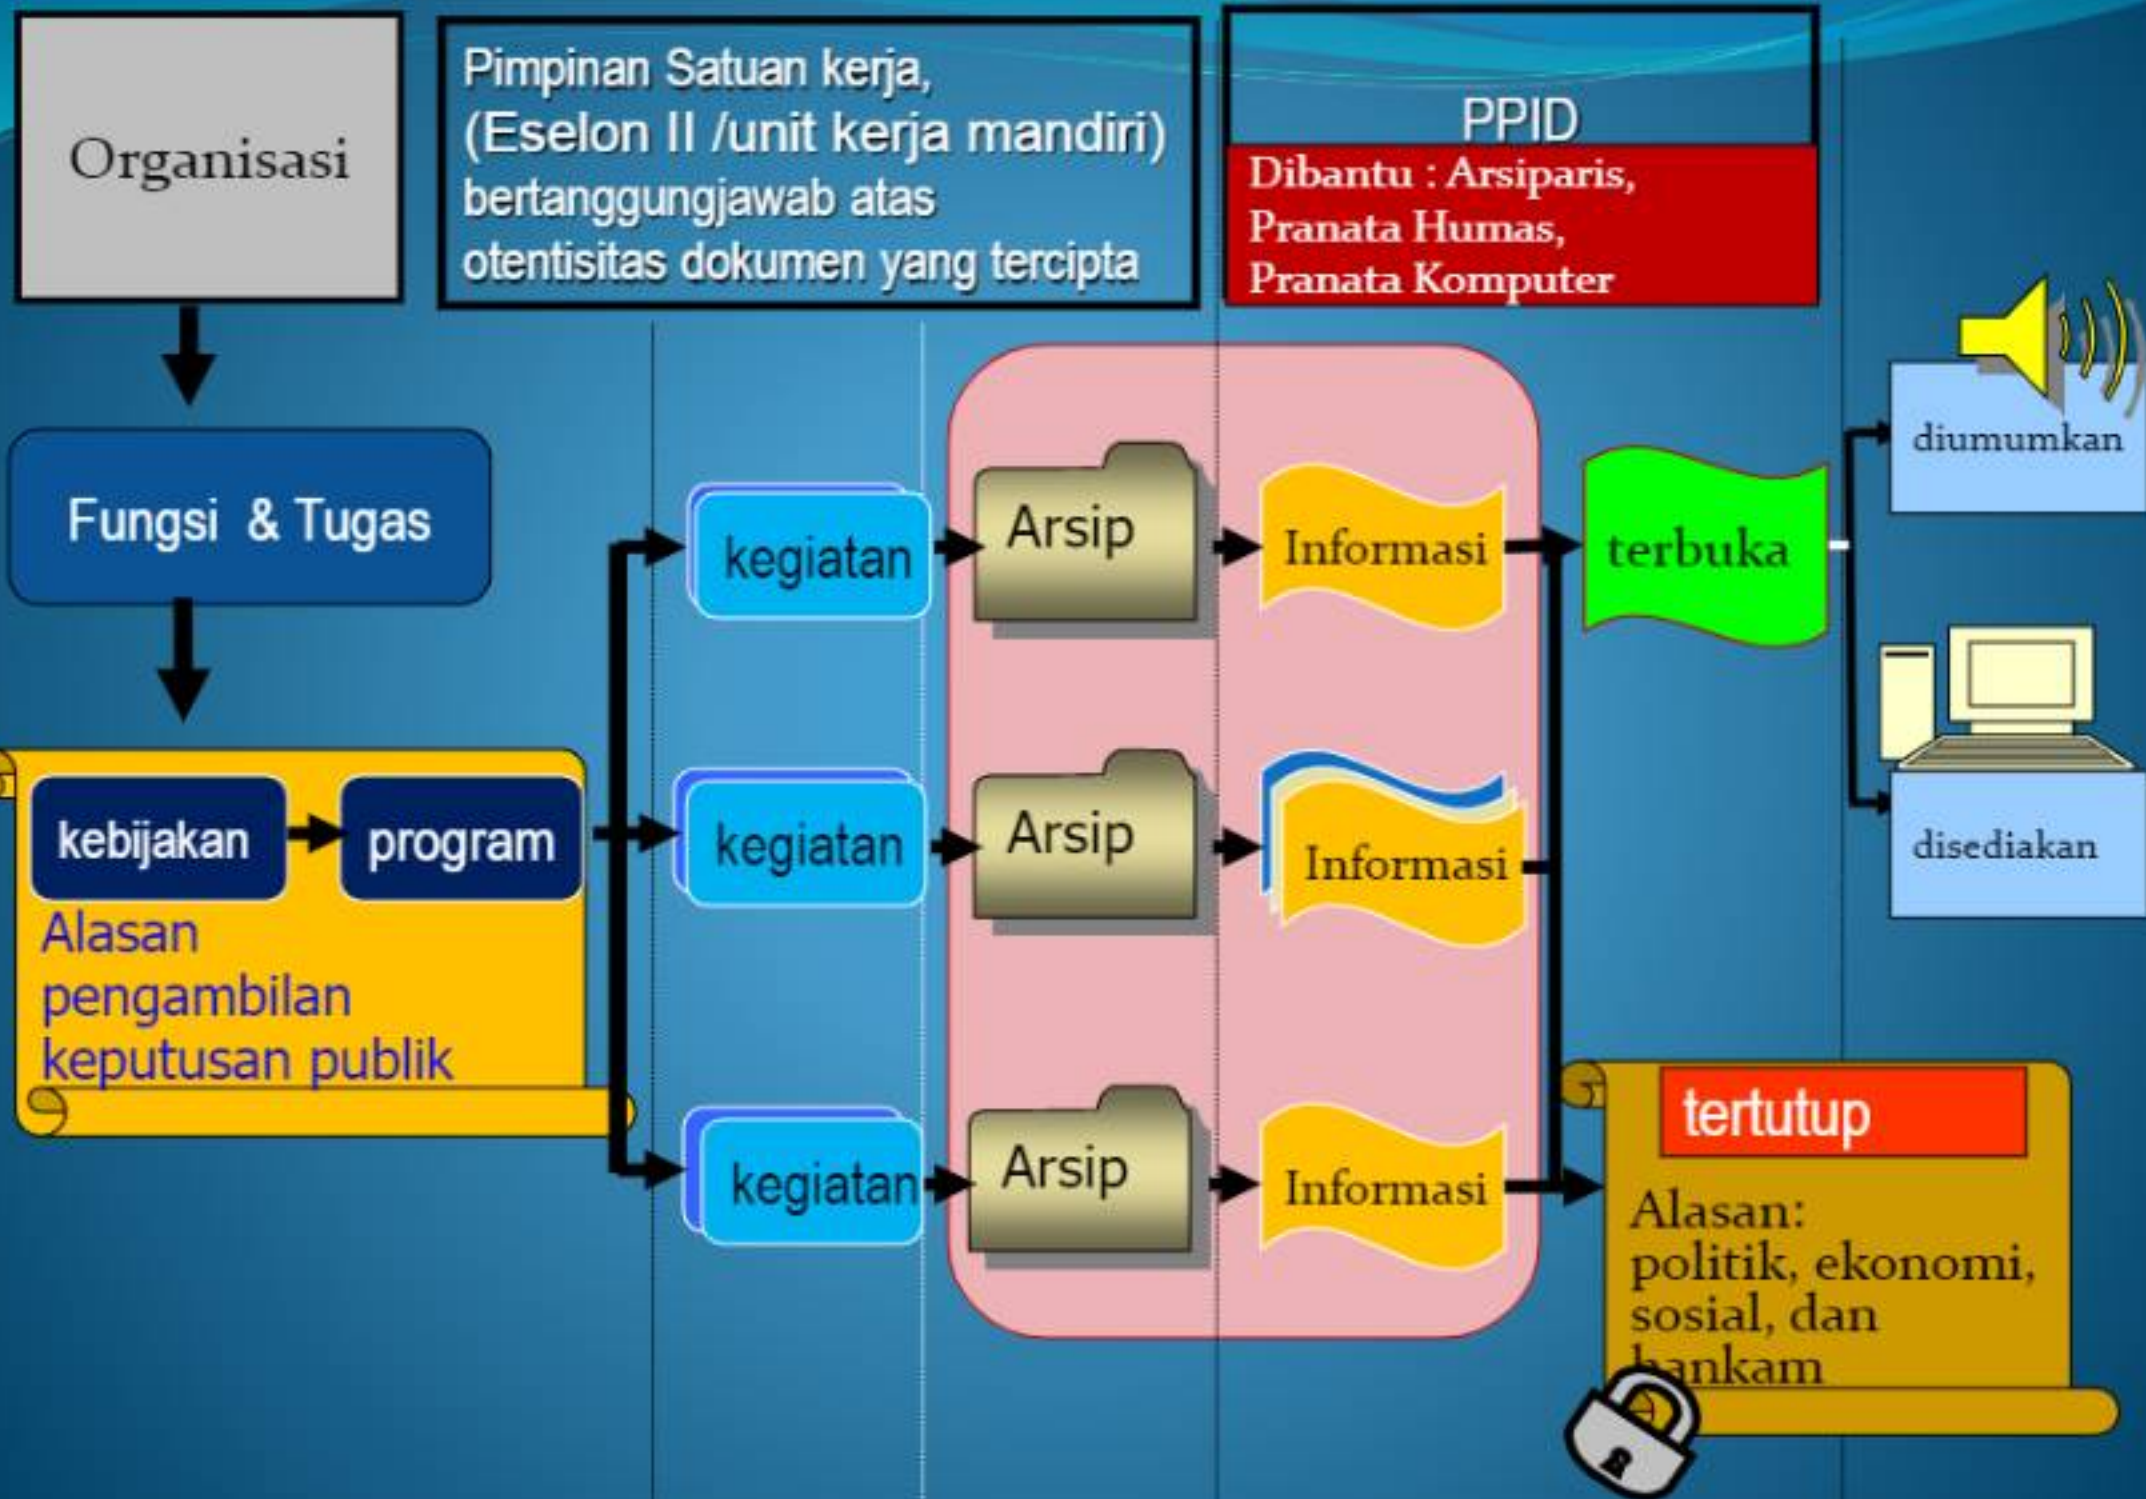 Organisasi
Pimpinan Satuan kerja,
(Eselon II /unit kerja mandiri)
bertanggungjawab atas
otentisitas dokumen yang tercipta
PPID
Dibantu : Arsiparis,
Pranata Humas,
Pranata Komputer
Fungsi & Tugas
kebijakan
program
Alasan
pengambilan
keputusan publik
kegiatan
Arsip
Informasi
terbuka
diumumkan
kegiatan
Arsip
Informasi
disediakan
kegiatan
Arsip
Informasi
tertutup
Alasan:
politik, ekonomi,
sosial, dan
hankam